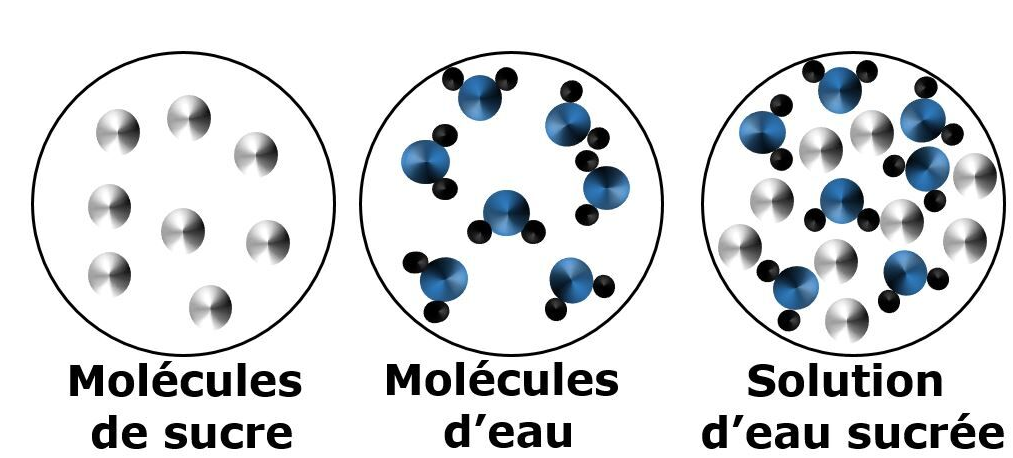 Molécules
de sucre
Molécules
d’eau
Solution
d’eau sucrée